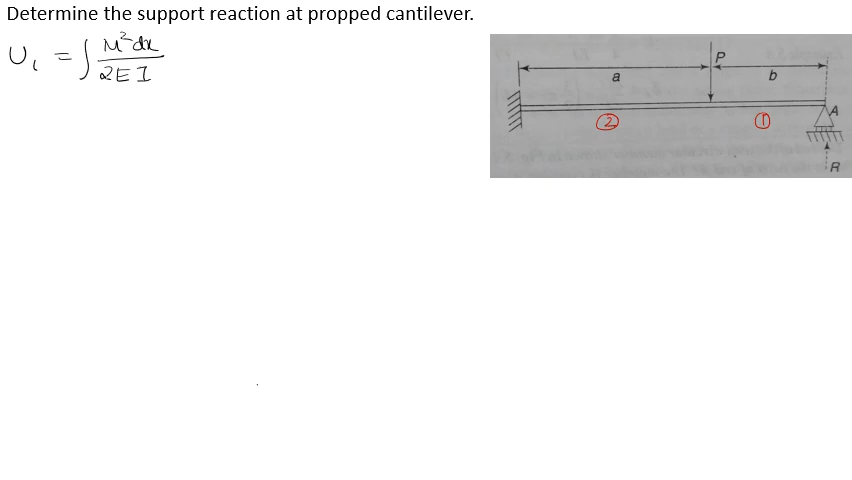 Determine the support reaction at propped cantilever.
U₁ = ∫ M²dx / 2EI
P
a
b
A
②
①
R